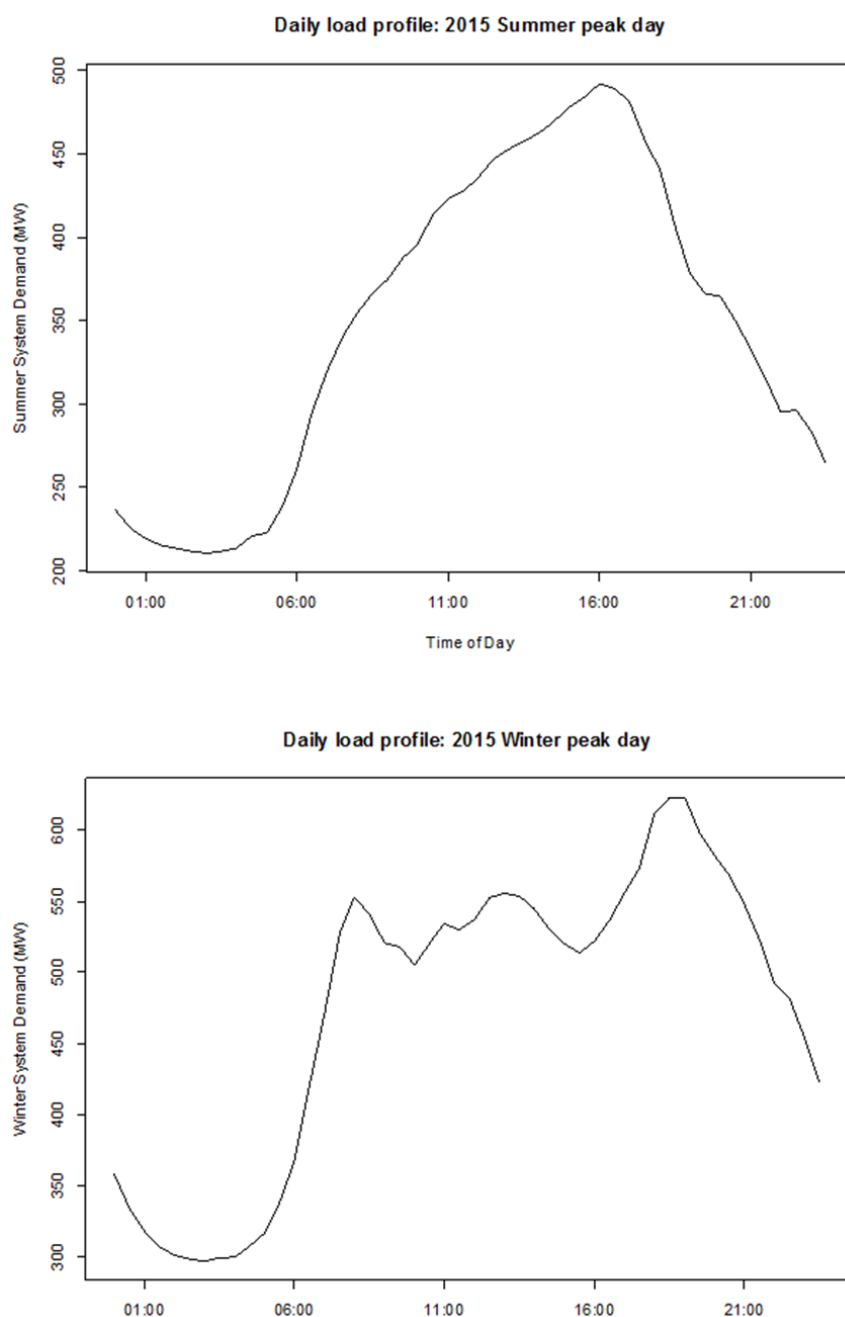 Daily load profile: 2015 Summer peak day
500
450
400
350
300
250
200
Summer System Demand (MW)
01:00 06:00 11:00 16:00 21:00
Time of Day
Daily load profile: 2015 Winter peak day
600
550
500
450
400
350
300
Winter System Demand (MW)
01:00 06:00 11:00 16:00 21:00